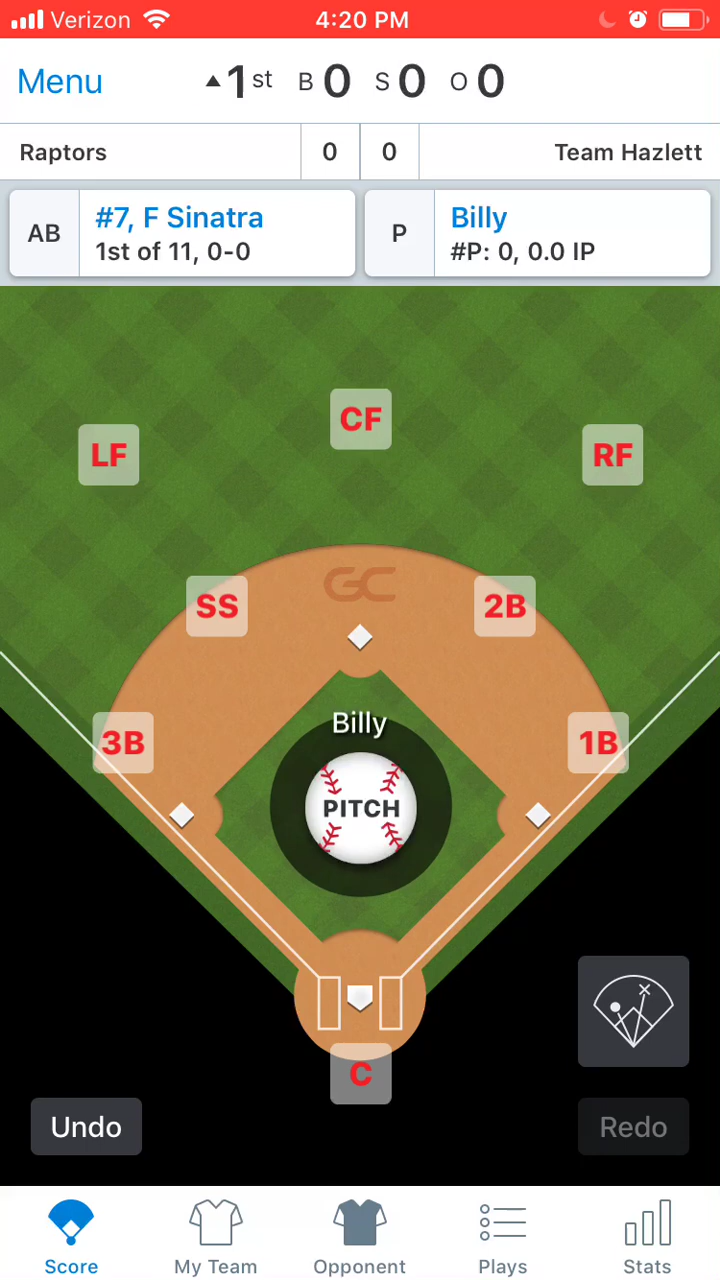 Verizon 4:20 PM
Menu ▲1st B 0 S 0 O 0
Raptors 0 0 Team Hazlett
AB #7, F Sinatra P Billy
1st of 11, 0-0 #P: 0, 0.0 IP
CF
LF RF
GC
SS 2B
Billy
3B 1B
PITCH
C
Undo Redo
Score My Team Opponent Plays Stats